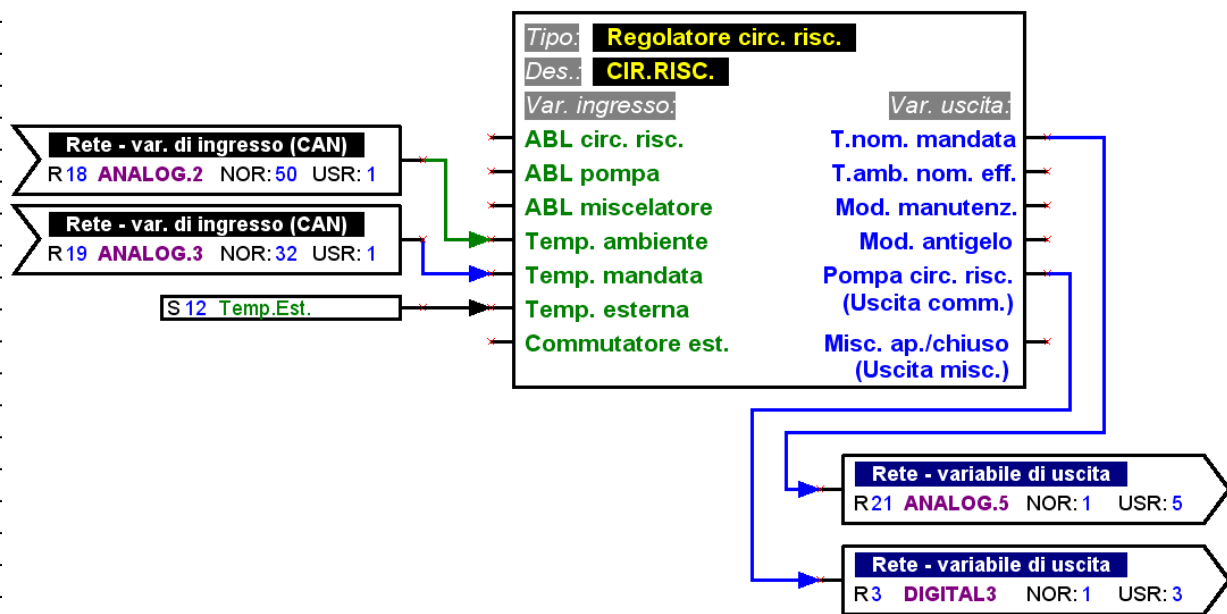 Tipo: Regolatore circ. risc.
Des.: CIR.RISC.
Var. ingresso: Var. uscita:
Rete - var. di ingresso (CAN)
R18 ANALOG.2 NOR:50 USR:1
Rete - var. di ingresso (CAN)
R19 ANALOG.3 NOR:32 USR:1
S12 Temp.Est.
ABL circ. risc.
ABL pompa
ABL miscelatore
Temp. ambiente
Temp. mandata
Temp. esterna
Commutatore est.
T.nom. mandata
T.amb. nom. eff.
Mod. manutenz.
Mod. antigelo
Pompa circ. risc.
(Uscita comm.)
Misc. ap./chiuso
(Uscita misc.)
Rete - variabile di uscita
R21 ANALOG.5 NOR:1 USR:5
Rete - variabile di uscita
R3 DIGITAL3 NOR:1 USR:3